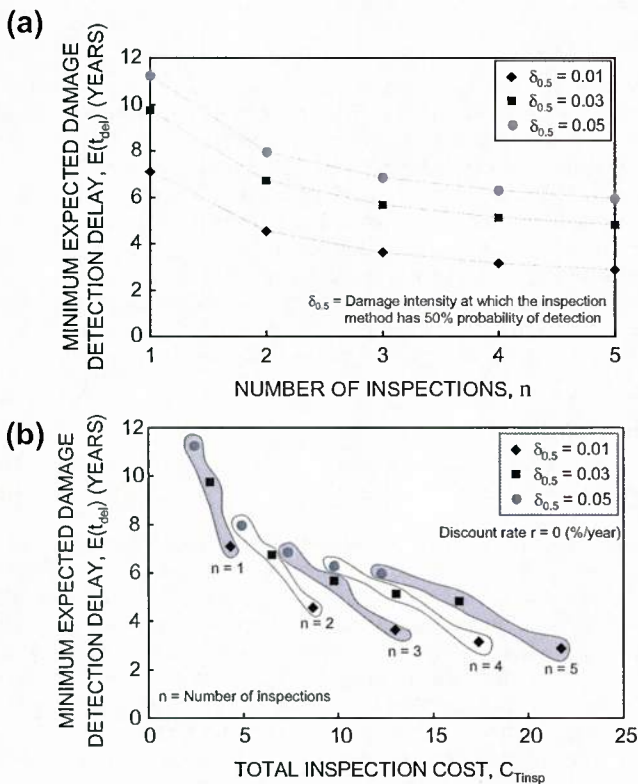 (a)
MINIMUM EXPECTED DAMAGE
DETECTION DELAY, E(t_del) (YEARS)
12
10
8
6
4
2
0
1
2
3
4
5
δ0.5 = 0.01
δ0.5 = 0.03
δ0.5 = 0.05
δ0.5 = Damage intensity at which the inspection
method has 50% probability of detection
NUMBER OF INSPECTIONS, n
(b)
MINIMUM EXPECTED DAMAGE
DETECTION DELAY, E(t_del) (YEARS)
12
10
8
6
4
2
0
0
5
10
15
20
25
δ0.5 = 0.01
δ0.5 = 0.03
δ0.5 = 0.05
Discount rate r = 0 (%/year)
n = 1
n = 2
n = 3
n = 4
n = 5
n = Number of inspections
TOTAL INSPECTION COST, C_Tinsp